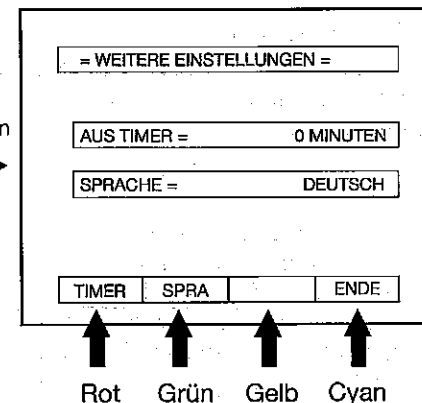 = WEITERE EINSTELLUNGEN =
n
AUS TIMER = 0 MINUTEN
SPRACHE = DEUTSCH
TIMER SPRA ENDE
Rot Grün Gelb Cyan